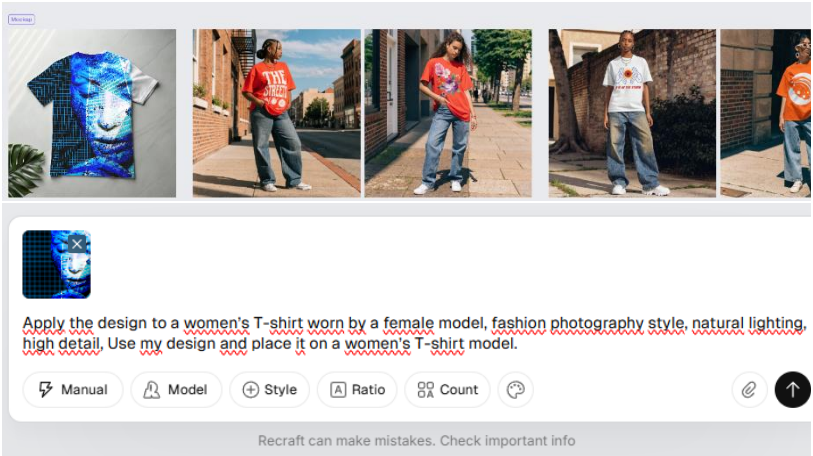 Mockup
THE
STREET
Apply the design to a women's T-shirt worn by a female model, fashion photography style, natural lighting,
high detail, Use my design and place it on a women's T-shirt model.
Manual
Model
Style
Ratio
Count
Recraft can make mistakes. Check important info